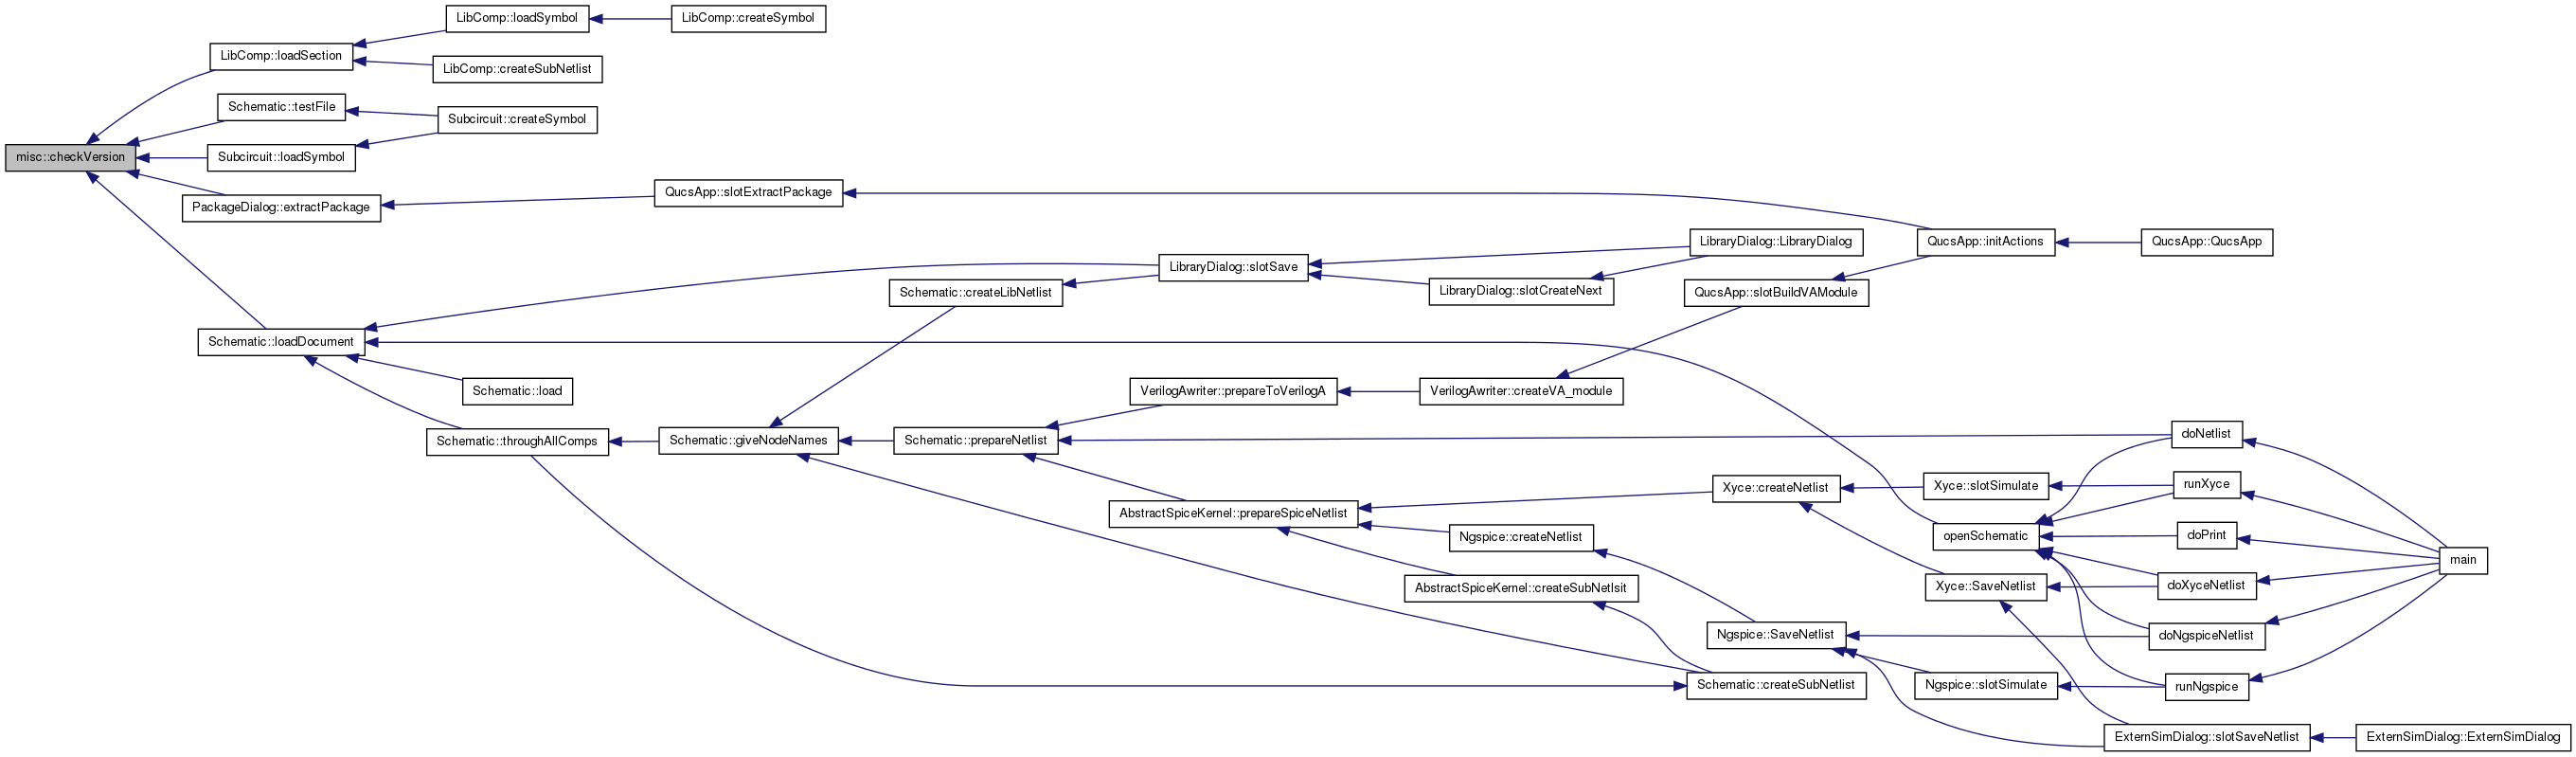 LibComp::loadSymbol
LibComp::createSymbol
LibComp::loadSection
LibComp::createSubNetlist
Schematic::testFile
Subcircuit::createSymbol
misc::checkVersion
Subcircuit::loadSymbol
PackageDialog::extractPackage
QucsApp::slotExtractPackage
LibraryDialog::LibraryDialog
QucsApp::initActions
QucsApp::QucsApp
LibraryDialog::slotSave
Schematic::createLibNetlist
LibraryDialog::slotCreateNext
QucsApp::slotBuildVAModule
Schematic::loadDocument
Schematic::load
VerilogAwriter::prepareToVerilogA
VerilogAwriter::createVA_module
Schematic::throughAllComps
Schematic::giveNodeNames
Schematic::prepareNetlist
doNetlist
Xyce::createNetlist
Xyce::slotSimulate
runXyce
AbstractSpiceKernel::prepareSpiceNetlist
Ngspice::createNetlist
openSchematic
doPrint
main
AbstractSpiceKernel::createSubNetlsit
Xyce::SaveNetlist
doXyceNetlist
Ngspice::SaveNetlist
doNgspiceNetlist
Schematic::createSubNetlist
Ngspice::slotSimulate
runNgspice
ExternSimDialog::slotSaveNetlist
ExternSimDialog::ExternSimDialog